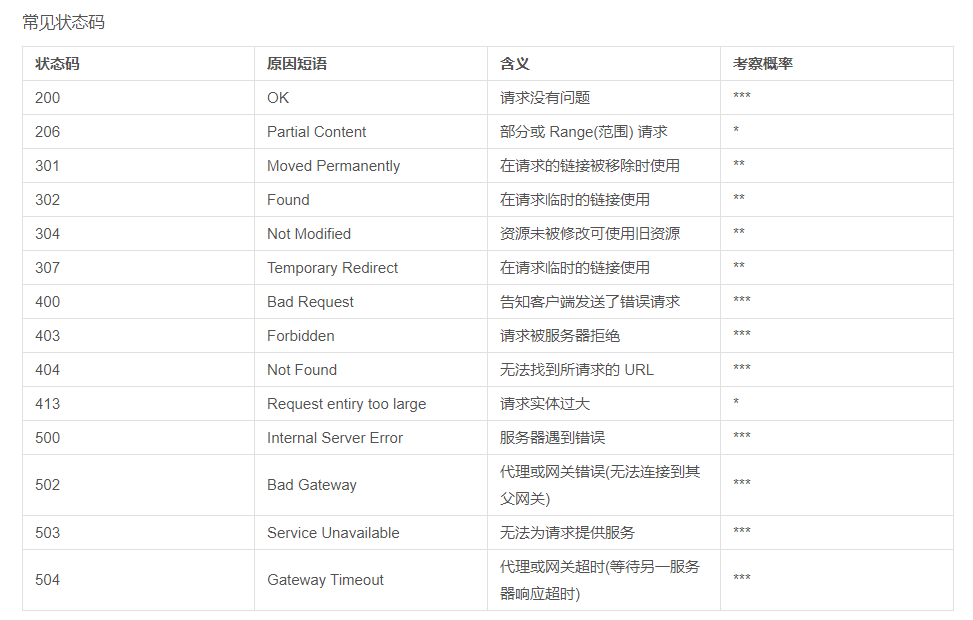 常见状态码
状态码 原因短语 含义 考察概率
200 OK 请求没有问题 ***
206 Partial Content 部分或 Range(范围) 请求 *
301 Moved Permanently 在请求的链接被移除时使用 **
302 Found 在请求临时的链接使用 **
304 Not Modified 资源未被修改可使用旧资源 **
307 Temporary Redirect 在请求临时的链接使用 **
400 Bad Request 告知客户端发送了错误请求 ***
403 Forbidden 请求被服务器拒绝 ***
404 Not Found 无法找到所请求的 URL ***
413 Request entiry too large 请求实体过大 *
500 Internal Server Error 服务器遇到错误 ***
502 Bad Gateway 代理或网关错误(无法连接到其
父网关) ***
503 Service Unavailable 无法为请求提供服务 ***
504 Gateway Timeout 代理或网关超时(等待另一服务
器响应超时) ***